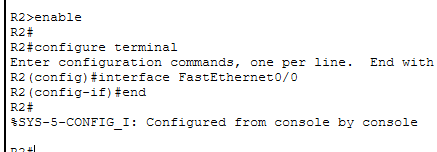 R2>enable
R2#
R2#configure terminal
Enter configuration commands, one per line.  End with
R2(config)#interface FastEthernet0/0
R2(config-if)#end
R2#
%SYS-5-CONFIG_I: Configured from console by console
R2#